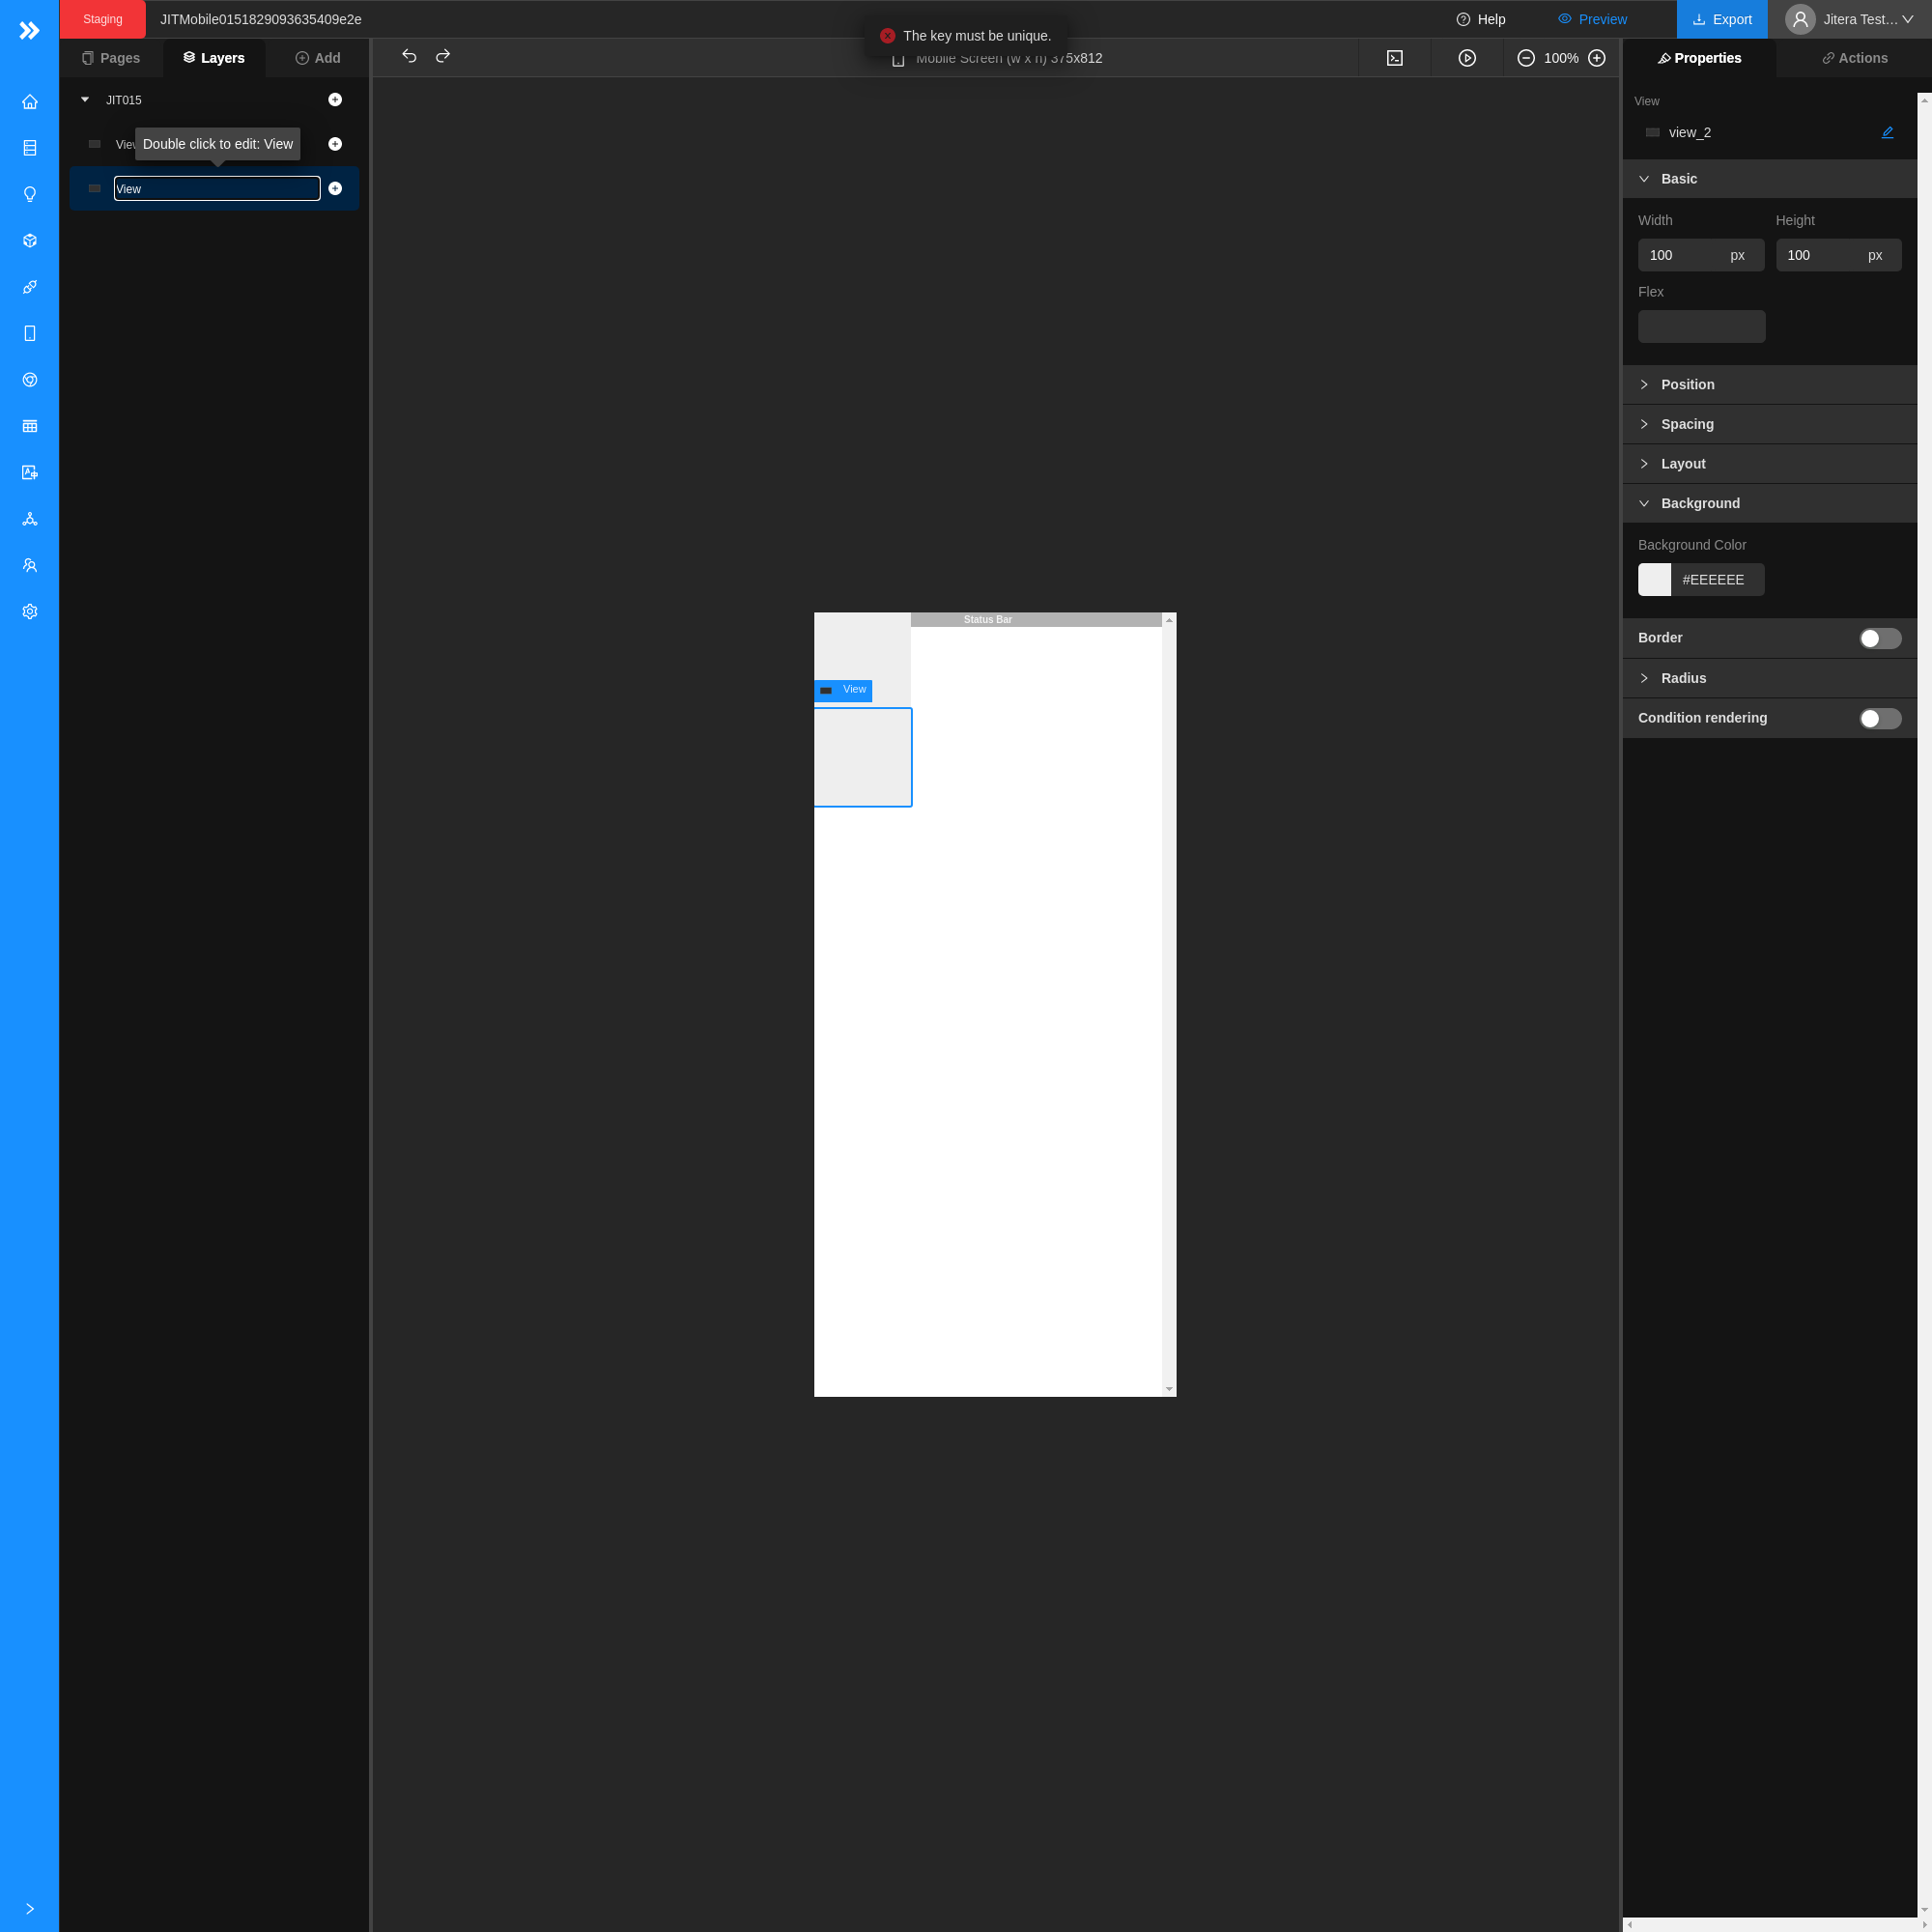 Staging
JITMobile0151829093635409e2e
The key must be unique.
Help
Preview
Export
Jitera Test...
Pages
Layers
Add
Mobile Screen (w x h) 375x812
100%
Properties
Actions
JIT015
View
Double click to edit: View
View
View
view_2
Basic
Width
Height
100 px
100 px
Flex
Position
Spacing
Layout
Background
Background Color
#EEEEEE
Border
Radius
Condition rendering
Status Bar
View